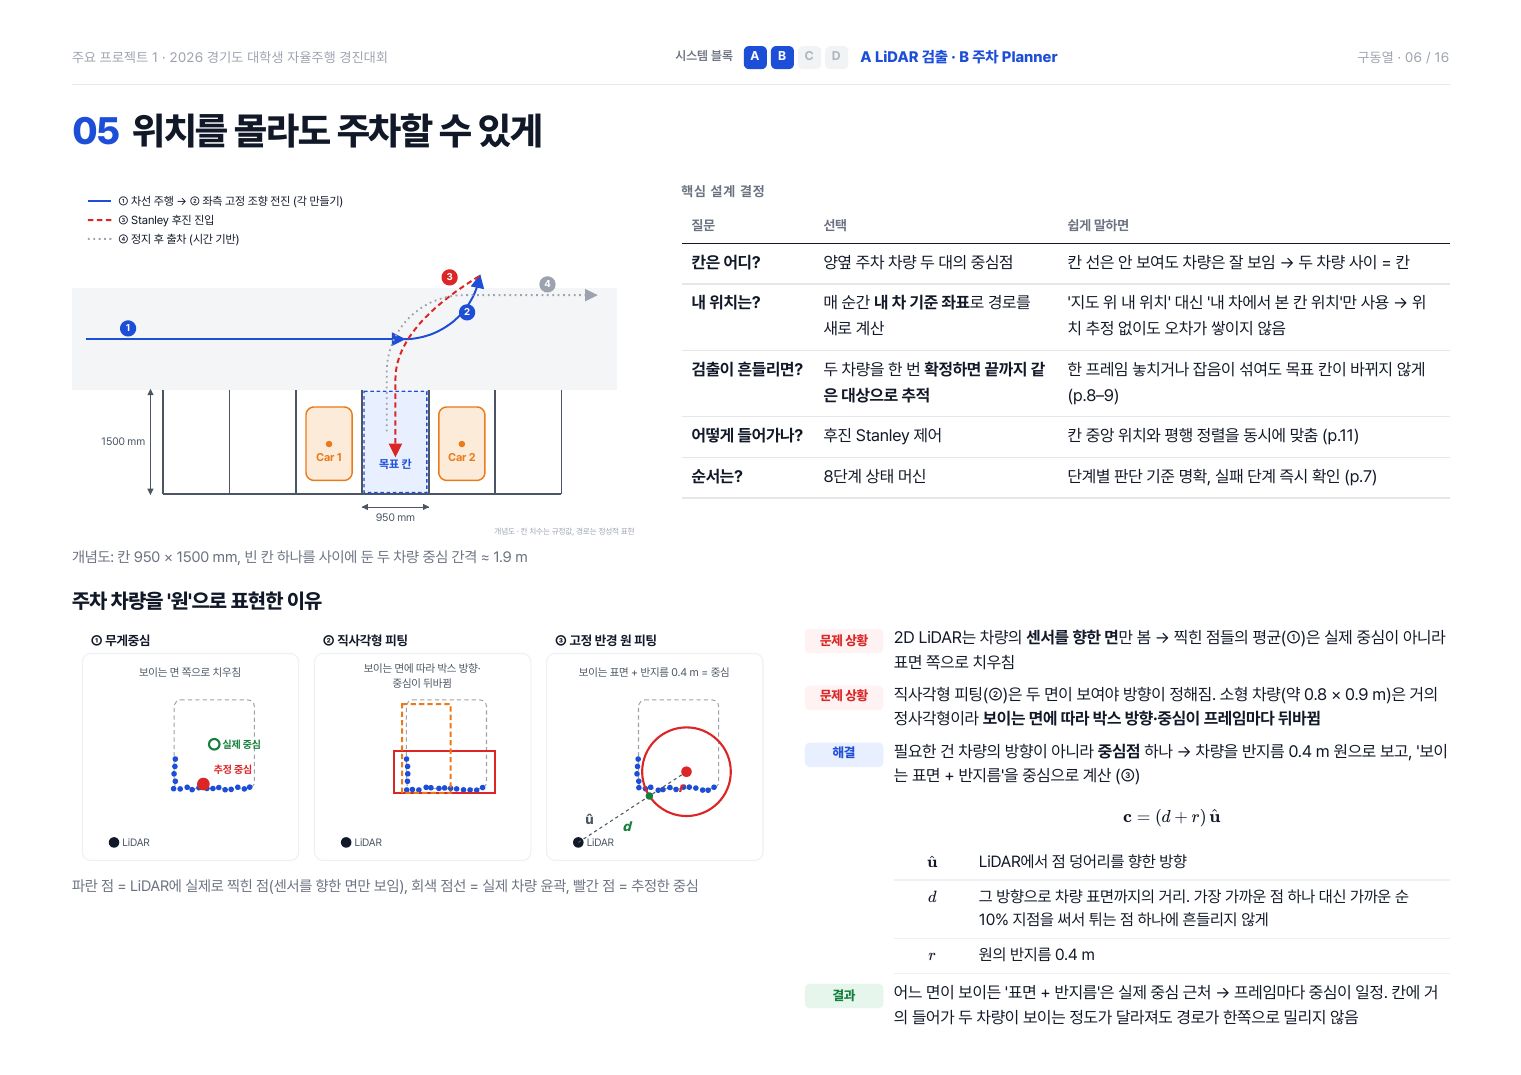 주요 프로젝트 1 · 2026 경기도 대학생 자율주행 경진대회
시스템 블록 A B C D A LiDAR 검출 · B 주차 Planner
구동열 · 06 / 16
05 위치를 몰라도 주차할 수 있게
① 차선 주행 → ② 좌측 고정 조향 전진 (각 만들기)
③ Stanley 후진 진입
④ 정지 후 출차 (시간 기반)
3
4
2
1
1500 mm
Car 1
목표 칸
Car 2
950 mm
개념도 · 칸 치수는 규정값, 경로는 정성적 표현
개념도: 칸 950 × 1500 mm, 빈 칸 하나를 사이에 둔 두 차량 중심 간격 ≈ 1.9 m
핵심 설계 결정
질문 선택 쉽게 말하면
칸은 어디? 양옆 주차 차량 두 대의 중심점 칸 선은 안 보여도 차량은 잘 보임 → 두 차량 사이 = 칸
내 위치는? 매 순간 내 차 기준 좌표로 경로를 '지도 위 내 위치' 대신 '내 차에서 본 칸 위치'만 사용 → 위
새로 계산 치 추정 없이도 오차가 쌓이지 않음
검출이 흔들리면? 두 차량을 한 번 확정하면 끝까지 같 한 프레임 놓치거나 잡음이 섞여도 목표 칸이 바뀌지 않게
은 대상으로 추적 (p.8–9)
어떻게 들어가나? 후진 Stanley 제어 칸 중앙 위치와 평행 정렬을 동시에 맞춤 (p.11)
순서는? 8단계 상태 머신 단계별 판단 기준 명확, 실패 단계 즉시 확인 (p.7)
주차 차량을 '원'으로 표현한 이유
① 무게중심
보이는 면 쪽으로 치우침
실제 중심
추정 중심
LiDAR
② 직사각형 피팅
보이는 면에 따라 박스 방향·
중심이 뒤바뀜
LiDAR
③ 고정 반경 원 피팅
보이는 표면 + 반지름 0.4 m = 중심
r
û
d
LiDAR
파란 점 = LiDAR에 실제로 찍힌 점(센서를 향한 면만 보임), 회색 점선 = 실제 차량 윤곽, 빨간 점 = 추정한 중심
문제 상황 2D LiDAR는 차량의 센서를 향한 면만 봄 → 찍힌 점들의 평균(①)은 실제 중심이 아니라
표면 쪽으로 치우침
문제 상황 직사각형 피팅(②)은 두 면이 보여야 방향이 정해짐. 소형 차량(약 0.8 × 0.9 m)은 거의
정사각형이라 보이는 면에 따라 박스 방향·중심이 프레임마다 뒤바뀜
해결 필요한 건 차량의 방향이 아니라 중심점 하나 → 차량을 반지름 0.4 m 원으로 보고, '보이
는 표면 + 반지름'을 중심으로 계산 (③)
c = (d + r) û
û LiDAR에서 점 덩어리를 향한 방향
d 그 방향으로 차량 표면까지의 거리. 가장 가까운 점 하나 대신 가까운 순
10% 지점을 써서 튀는 점 하나에 흔들리지 않게
r 원의 반지름 0.4 m
결과 어느 면이 보이든 '표면 + 반지름'은 실제 중심 근처 → 프레임마다 중심이 일정. 칸에 거
의 들어가 두 차량이 보이는 정도가 달라져도 경로가 한쪽으로 밀리지 않음